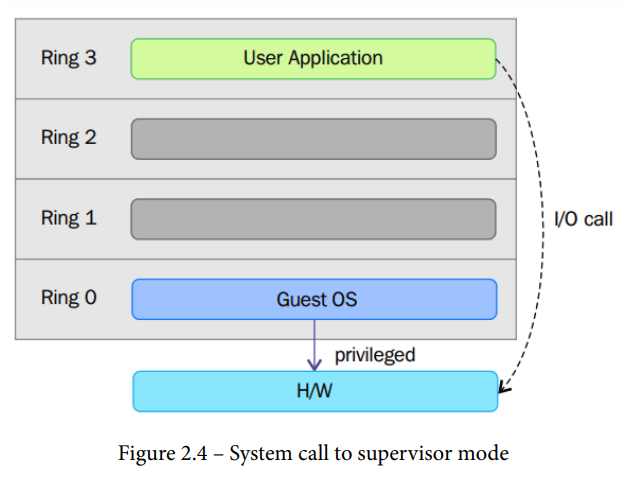 Ring 3
User Application
Ring 2
Ring 1
I/O call
Ring 0
Guest OS
privileged
H/W
Figure 2.4 – System call to supervisor mode